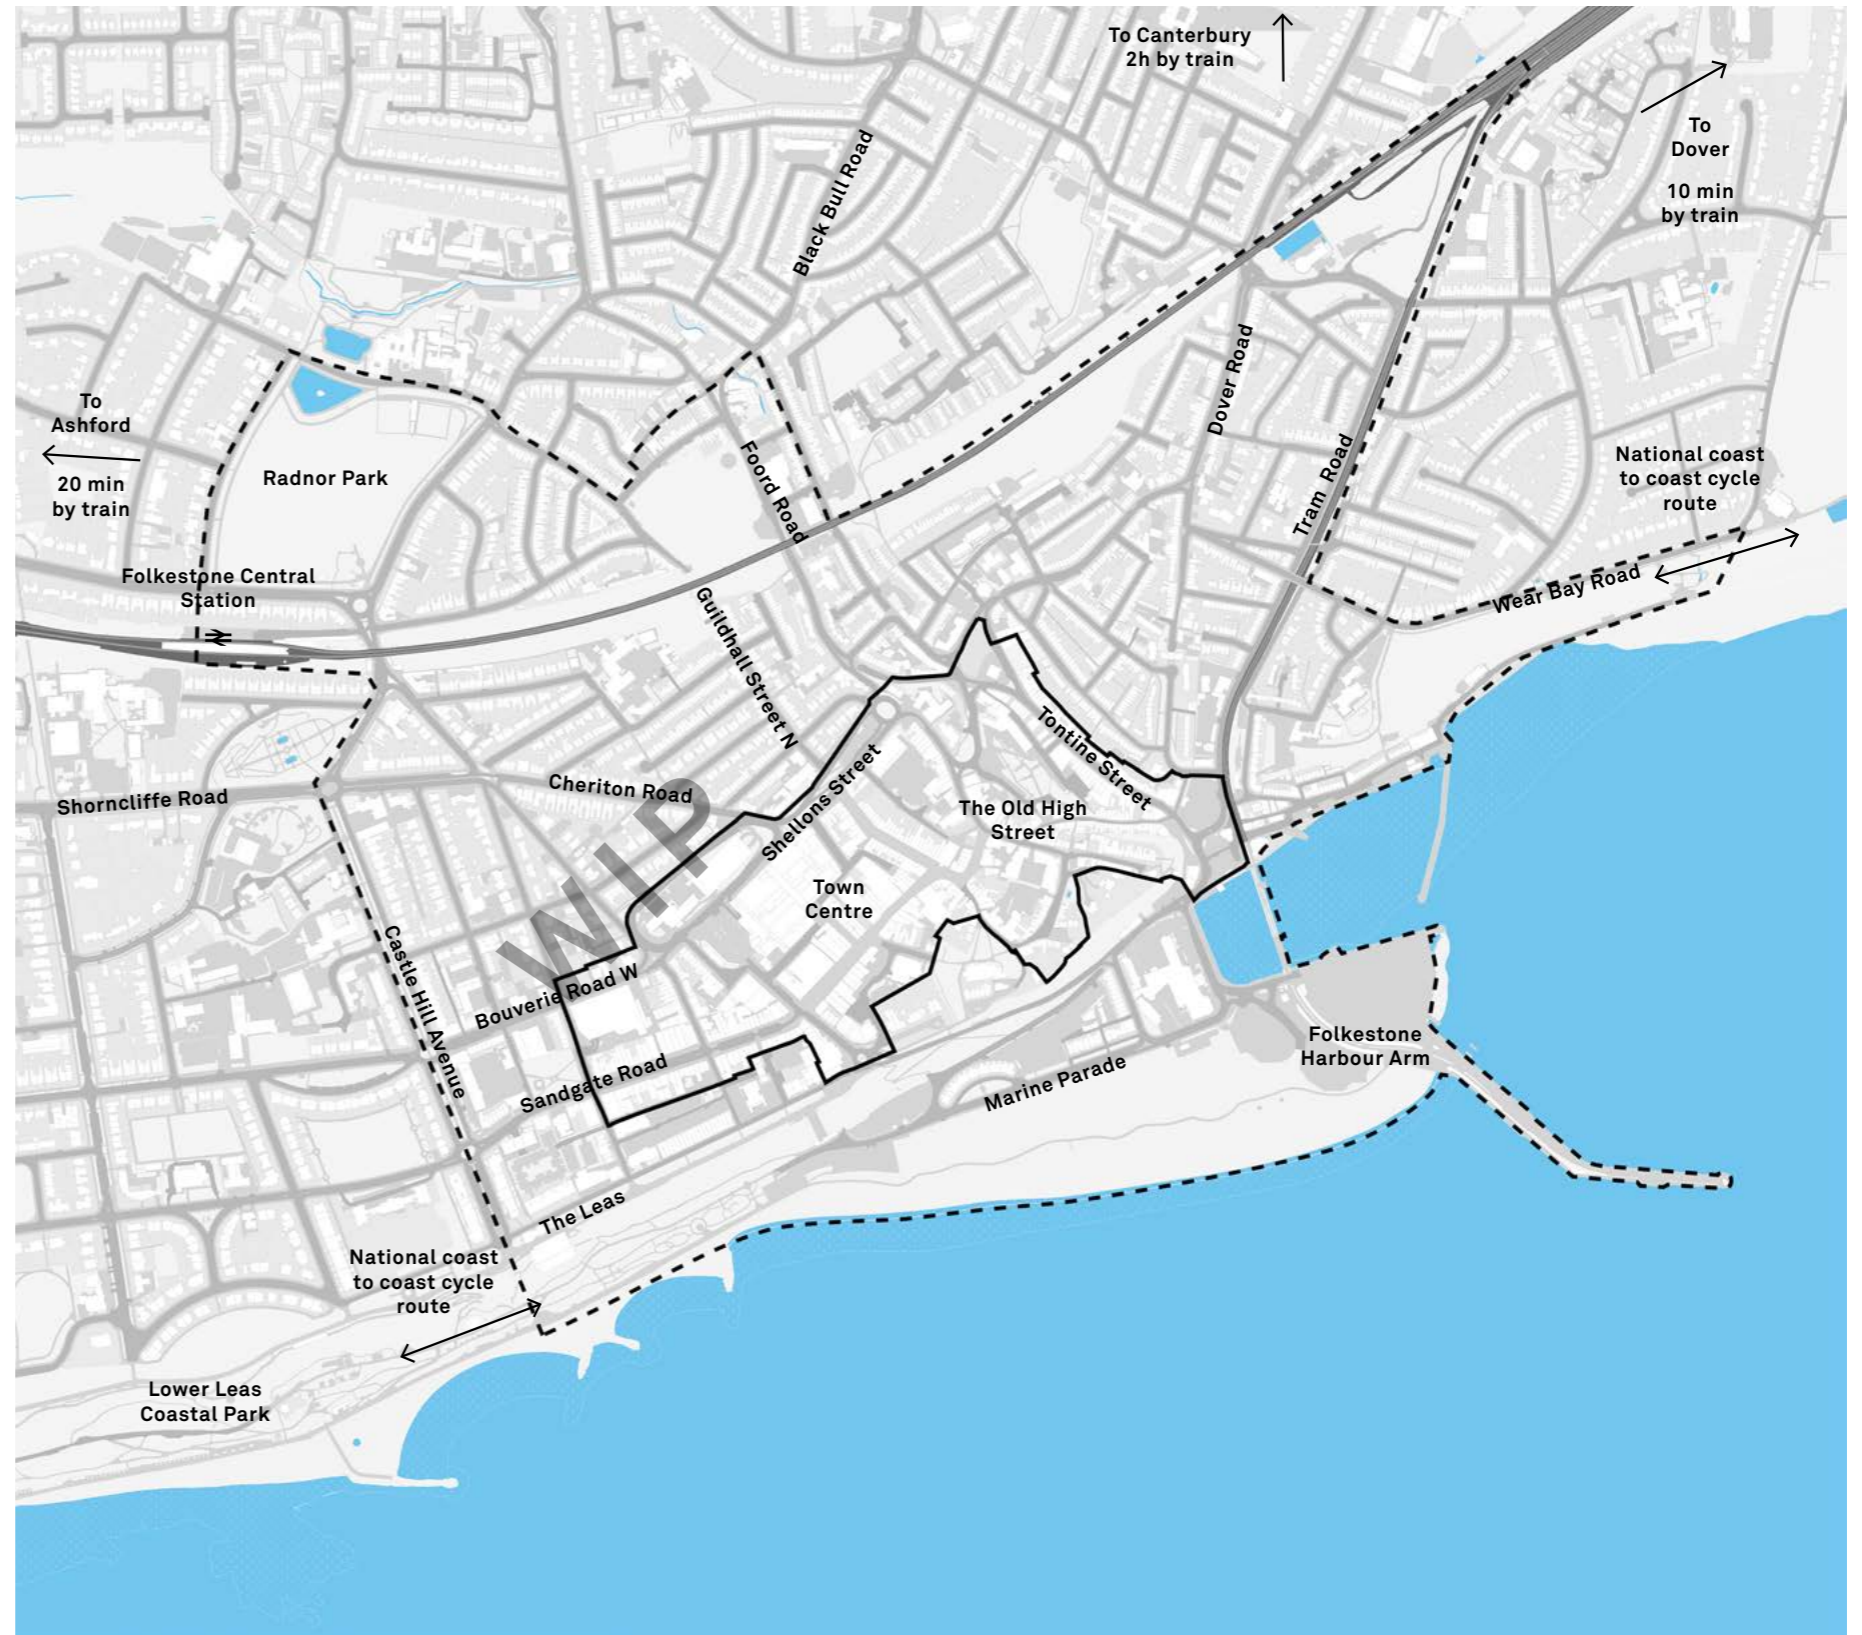 To Canterbury
2h by train
To
Dover
10 min
by train
Black Bull Road
Dover Road
To
Ashford
20 min
by train
Radnor Park
Foord Road
Tram Road
National coast
to coast cycle
route
Folkestone Central
Station
Wear Bay Road
Guildhall Street N
Tontine Street
Shorncliffe Road
Cheriton Road
Shellons Street
The Old High
Street
WIP
Town
Centre
Castle Hill Avenue
Bouverie Road W
Sandgate Road
Folkestone
Harbour Arm
Marine Parade
The Leas
National coast
to coast cycle
route
Lower Leas
Coastal Park